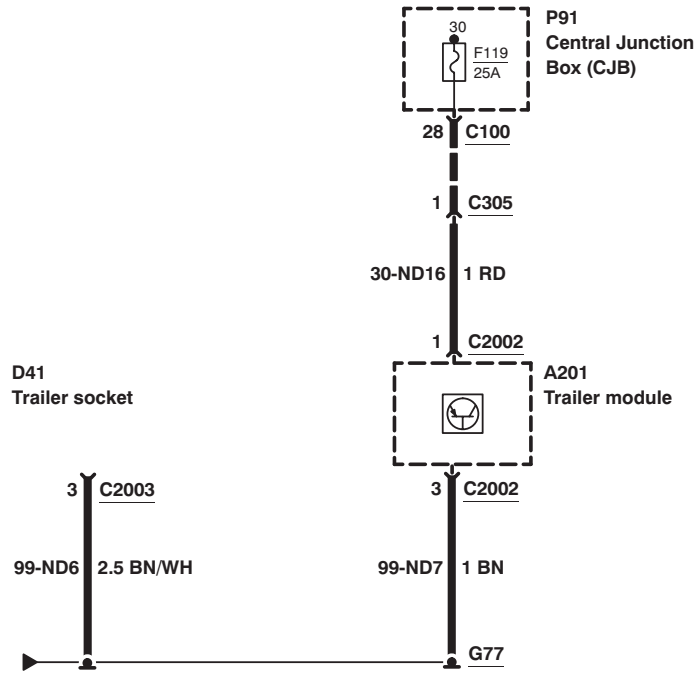 P91
Central Junction
Box (CJB)
30
F119
25A
28 C100
1 C305
30-ND16 1 RD
1 C2002
D41
Trailer socket
A201
Trailer module
3 C2003
3 C2002
99-ND6 2.5 BN/WH
99-ND7 1 BN
G77